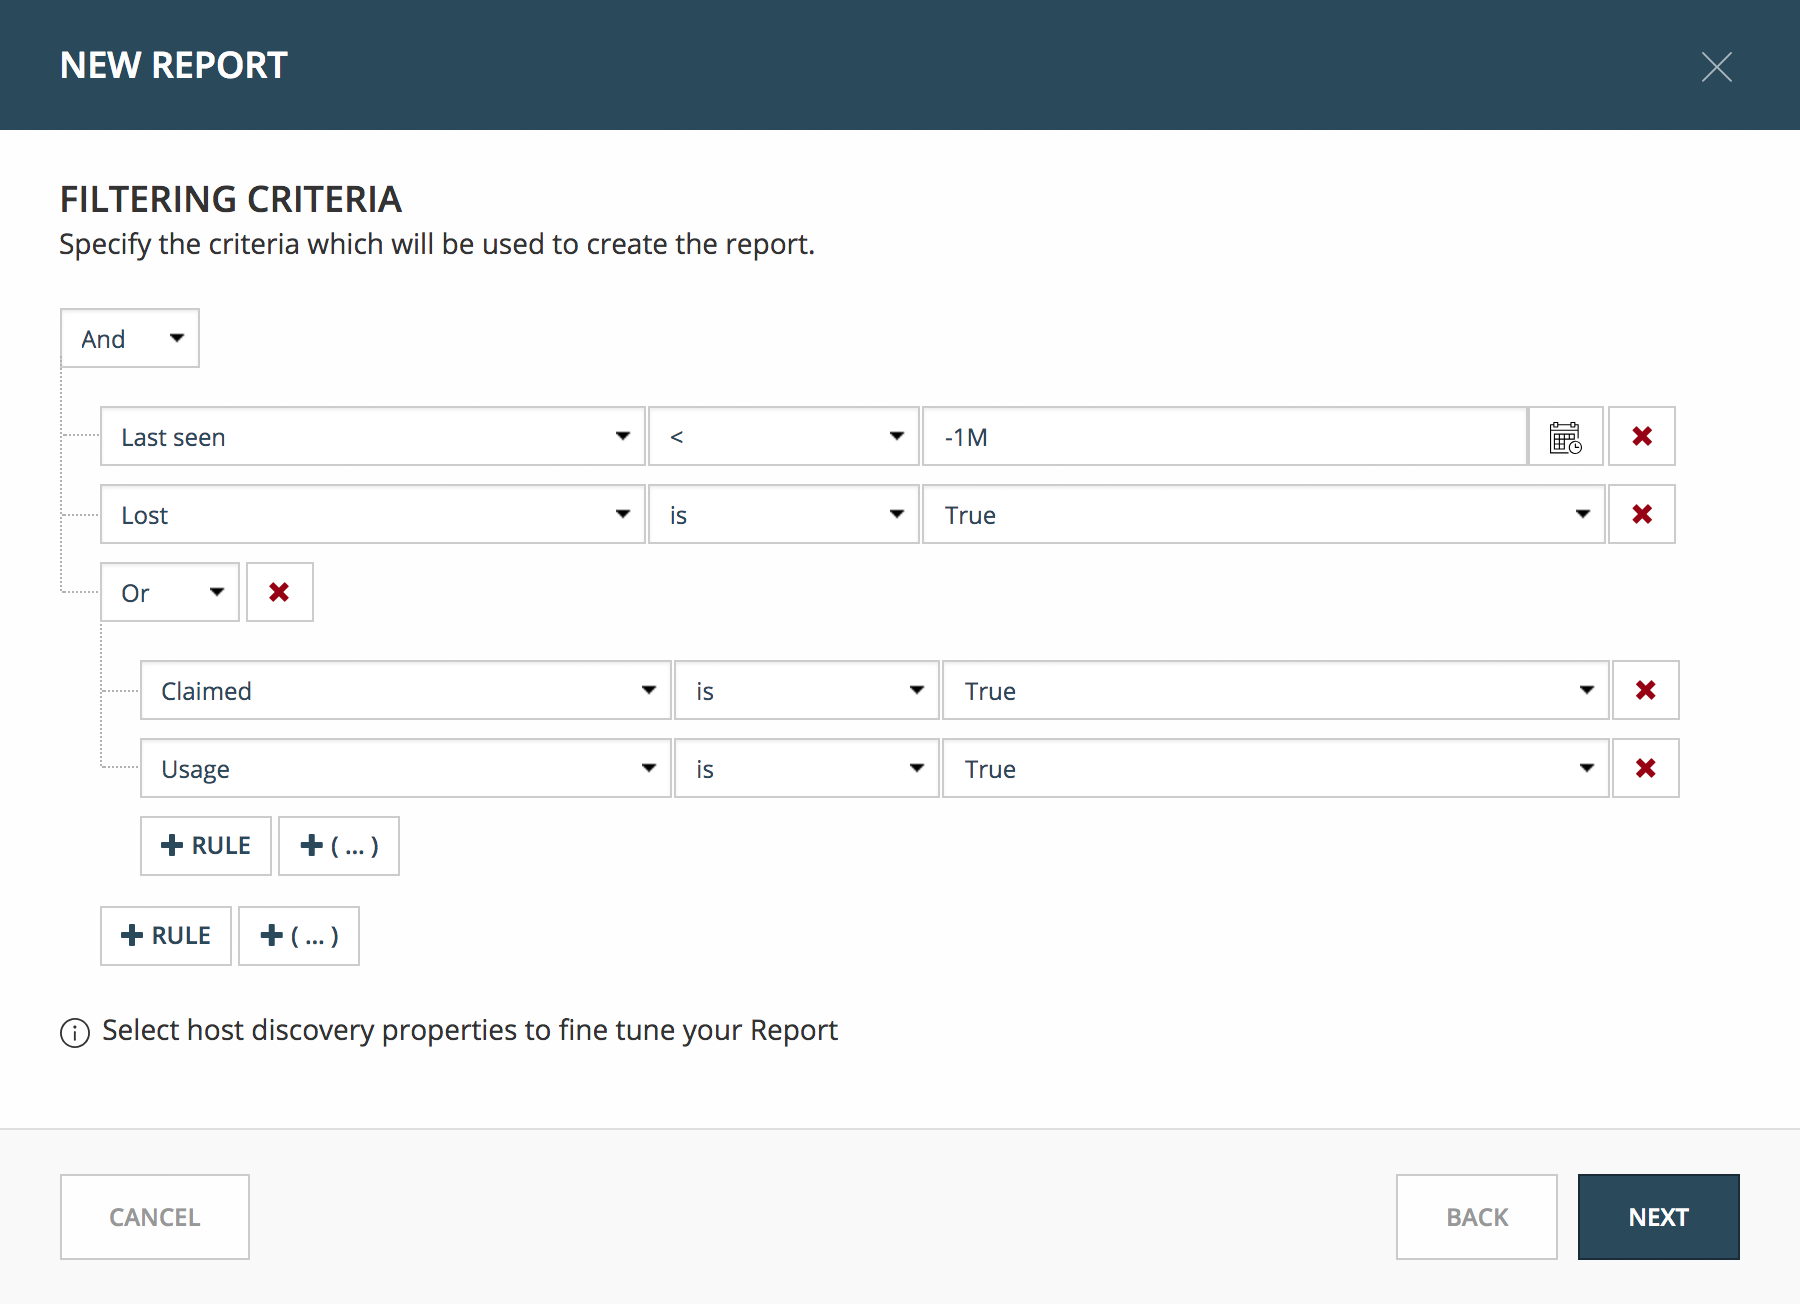 NEW REPORT
FILTERING CRITERIA
Specify the criteria which will be used to create the report.
And
Last seen < -1M
Lost is True
Or
Claimed is True
Usage is True
RULE ( ... )
RULE ( ... )
Select host discovery properties to fine tune your Report
CANCEL BACK NEXT